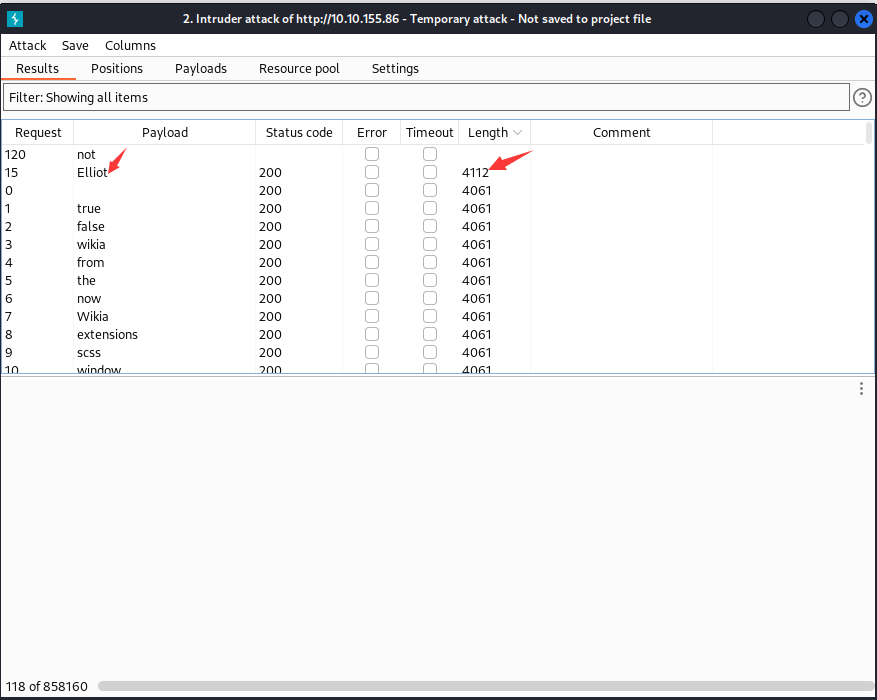 2. Intruder attack of http://10.10.155.86 - Temporary attack - Not saved to project file
Attack Save Columns
Results Positions Payloads Resource pool Settings
Filter: Showing all items
?
Request Payload Status code Error Timeout Length Comment
120 not
15 Elliot 200 4112
0 200 4061
1 true 200 4061
2 false 200 4061
3 wikia 200 4061
4 from 200 4061
5 the 200 4061
6 now 200 4061
7 Wikia 200 4061
8 extensions 200 4061
9 scss 200 4061
10 window 200 4061
118 of 858160